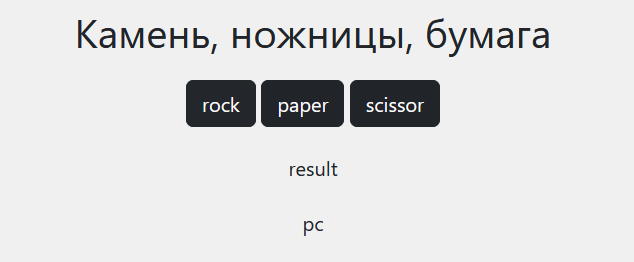 Камень, ножницы, бумага
rock paper scissor
result
pc